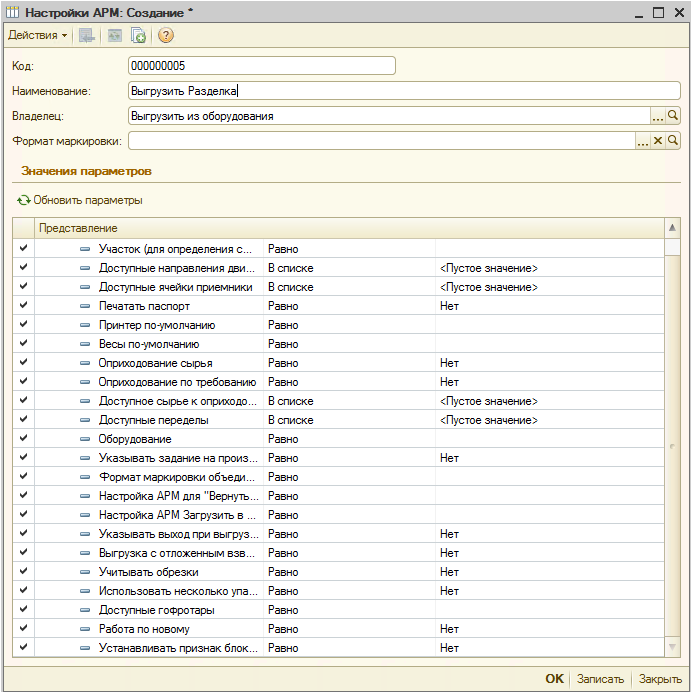 Настройки АРМ: Создание *
Действия
Код: 000000005
Наименование: Выгрузить Разделка
Владелец: Выгрузить из оборудования ...
Формат маркировки: ...
Значения параметров
Обновить параметры
Представление
Участок (для определения с... Равно
Доступные направления дви... В списке <Пустое значение>
Доступные ячейки приемники В списке <Пустое значение>
Печатать паспорт Равно Нет
Принтер по-умолчанию Равно
Весы по-умолчанию Равно
Оприходование сырья Равно Нет
Оприходование по требованию Равно Нет
Доступное сырье к оприходо... В списке <Пустое значение>
Доступные переделы В списке <Пустое значение>
Оборудование Равно
Указывать задание на произ... Равно Нет
Формат маркировки объеди... Равно
Настройка АРМ для "Вернуть... Равно
Настройка АРМ Загрузить в ... Равно
Указывать выход при выгруз... Равно Нет
Выгрузка с отложенным взв... Равно Нет
Учитывать обрезки Равно Нет
Использовать несколько упа... Равно Нет
Доступные гофротары Равно
Работа по новому Равно Нет
Устанавливать признак блок... Равно Нет
OK Записать Закрыть